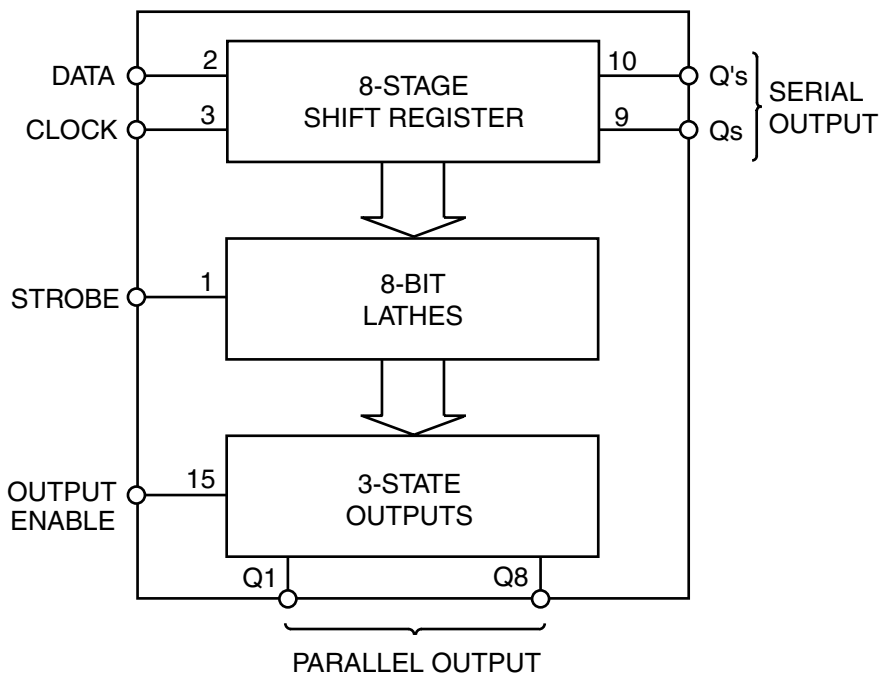 DATA
2
8-STAGE
SHIFT REGISTER
10
Q's
SERIAL
OUTPUT
CLOCK
3
9
Qs
STROBE
1
8-BIT
LATHES
OUTPUT
ENABLE
15
3-STATE
OUTPUTS
Q1
Q8
PARALLEL OUTPUT